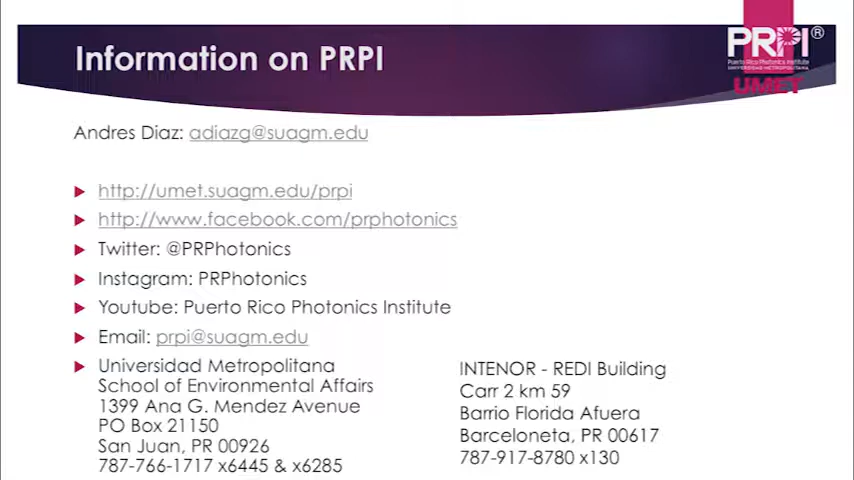 Information on PRPI
PRPI®
Puerto Rico Photonics Institute
UNIVERSIDAD METROPOLITANA
UMET
Andres Diaz: adiazg@suagm.edu
http://umet.suagm.edu/prpi
http://www.facebook.com/prphotonics
Twitter: @PRPhotonics
Instagram: PRPhotonics
Youtube: Puerto Rico Photonics Institute
Email: prpi@suagm.edu
Universidad Metropolitana
School of Environmental Affairs
1399 Ana G. Mendez Avenue
PO Box 21150
San Juan, PR 00926
787-766-1717 x6445 & x6285
INTENOR - REDI Building
Carr 2 km 59
Barrio Florida Afuera
Barceloneta, PR 00617
787-917-8780 x130